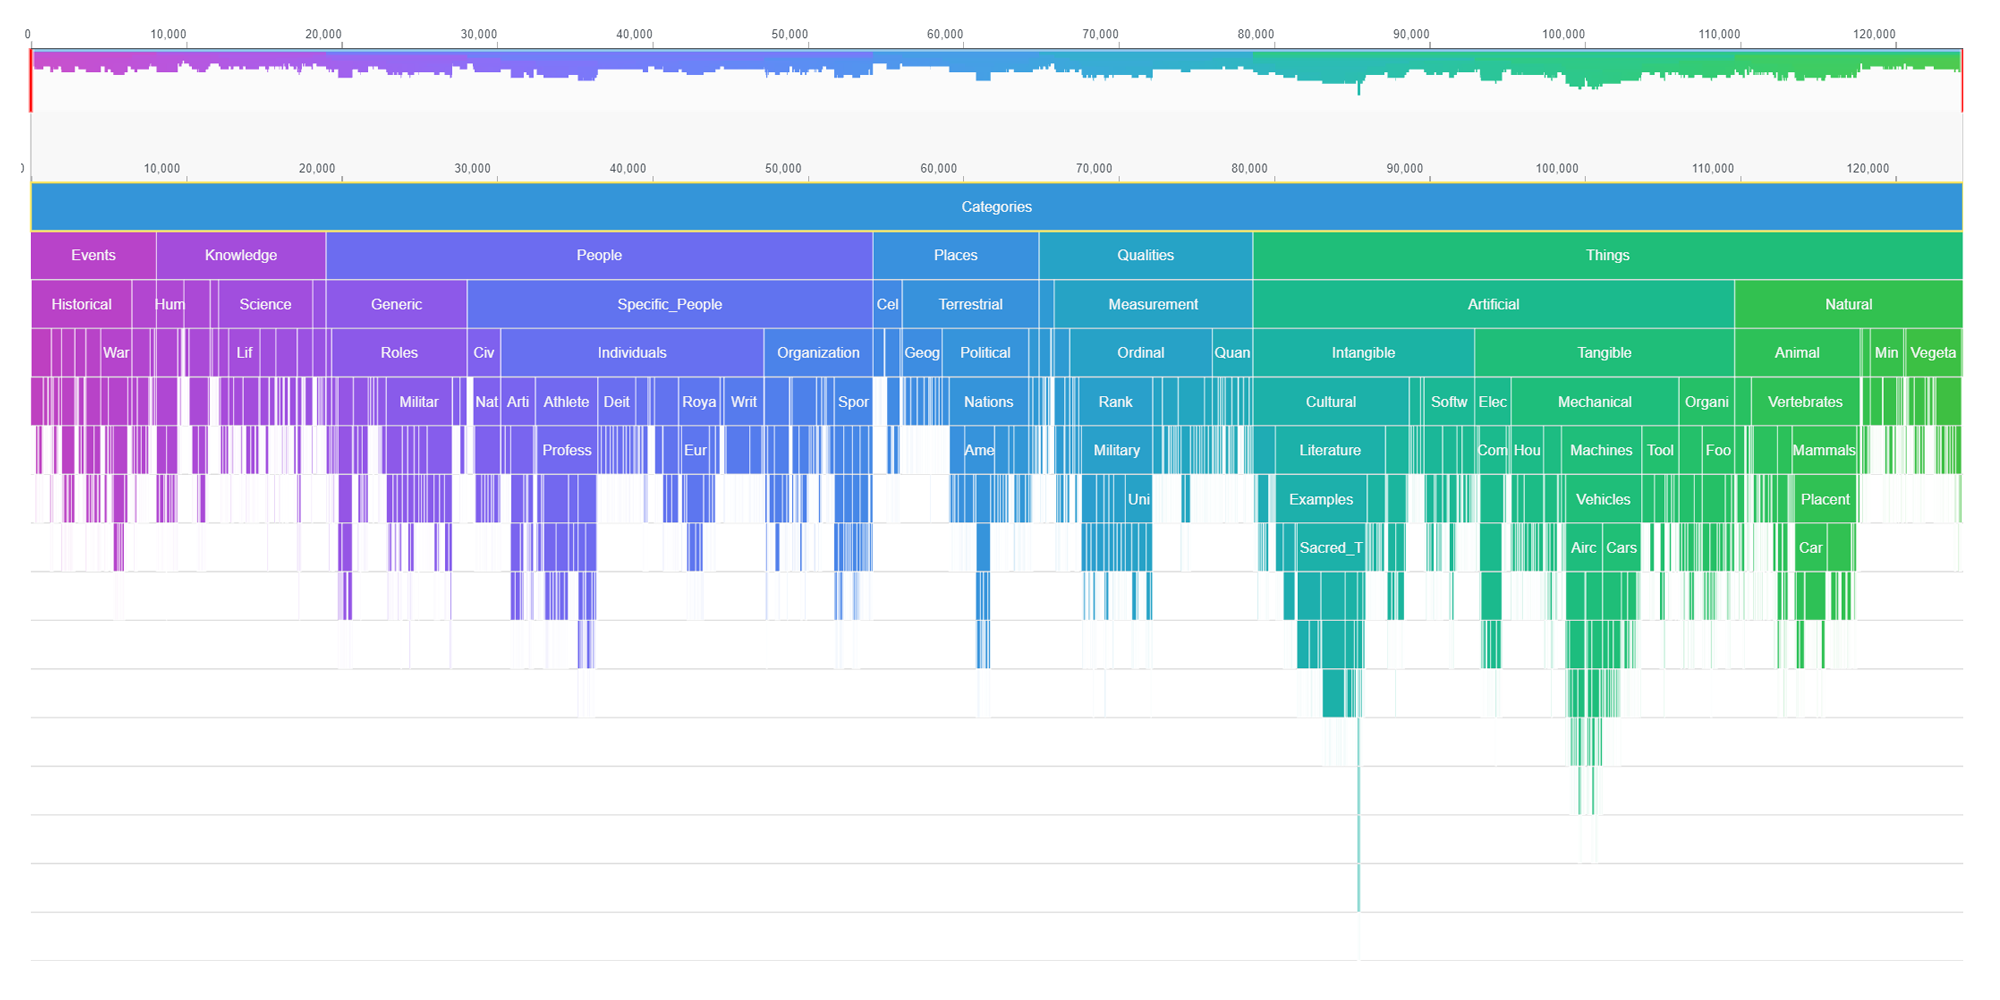 0 10,000 20,000 30,000 40,000 50,000 60,000 70,000 80,000 90,000 100,000 110,000 120,000
0 10,000 20,000 30,000 40,000 50,000 60,000 70,000 80,000 90,000 100,000 110,000 120,000
Categories
Events Knowledge People Places Qualities Things
Historical Hum Science Generic Specific_People Cel Terrestrial Measurement Artificial Natural
War Lif Roles Civ Individuals Organization Geog Political Ordinal Quan Intangible Tangible Animal Min Vegeta
Militar Nat Arti Athlete Deit Roya Writ Spor Nations Rank Cultural Softw Elec Mechanical Organi Vertebrates
Profess Eur Ame Military Literature Com Hou Machines Tool Foo Mammals
Uni Examples Vehicles Placent
Sacred_T Airc Cars Car